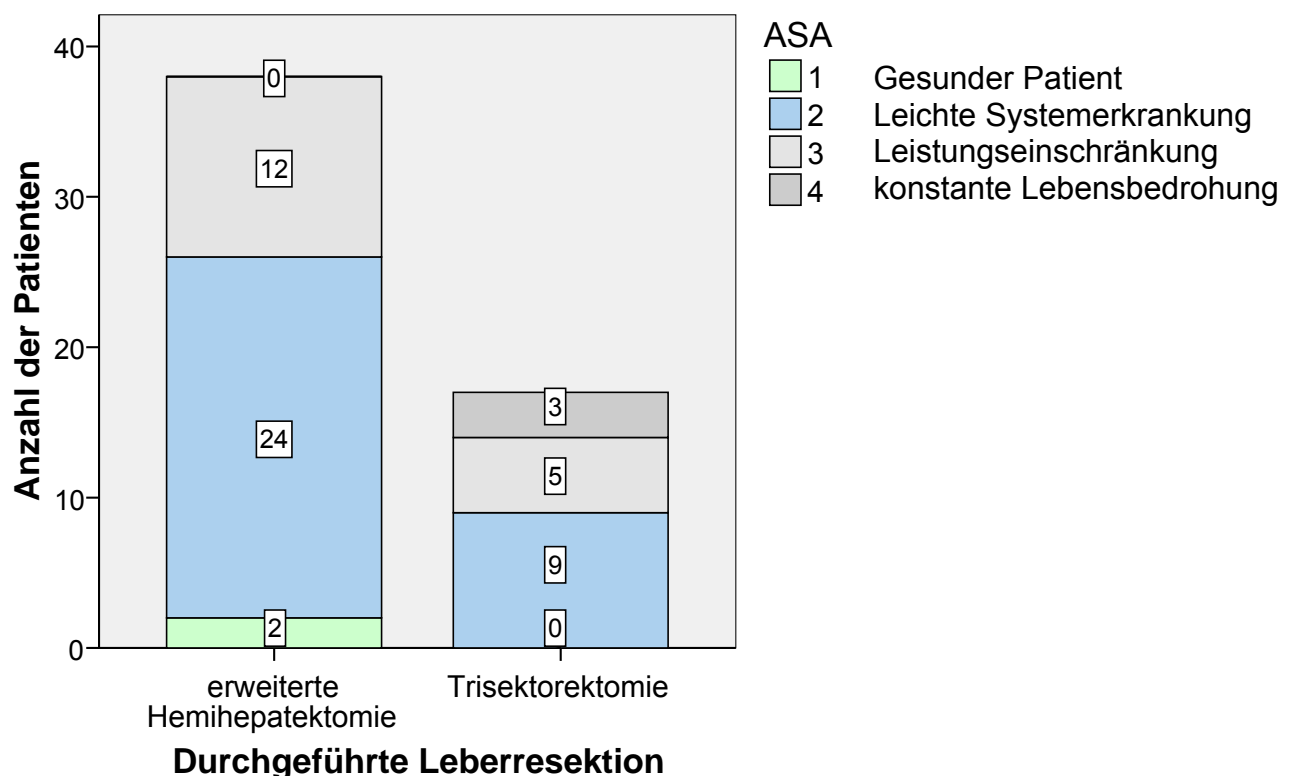 ASA
1 Gesunder Patient
2 Leichte Systemerkrankung
3 Leistungseinschränkung
4 konstante Lebensbedrohung
Anzahl der Patienten
40
30
20
10
0
0
12
24
2
3
5
9
0
erweiterte
Hemihepatektomie
Trisektorektomie
Durchgeführte Leberresektion